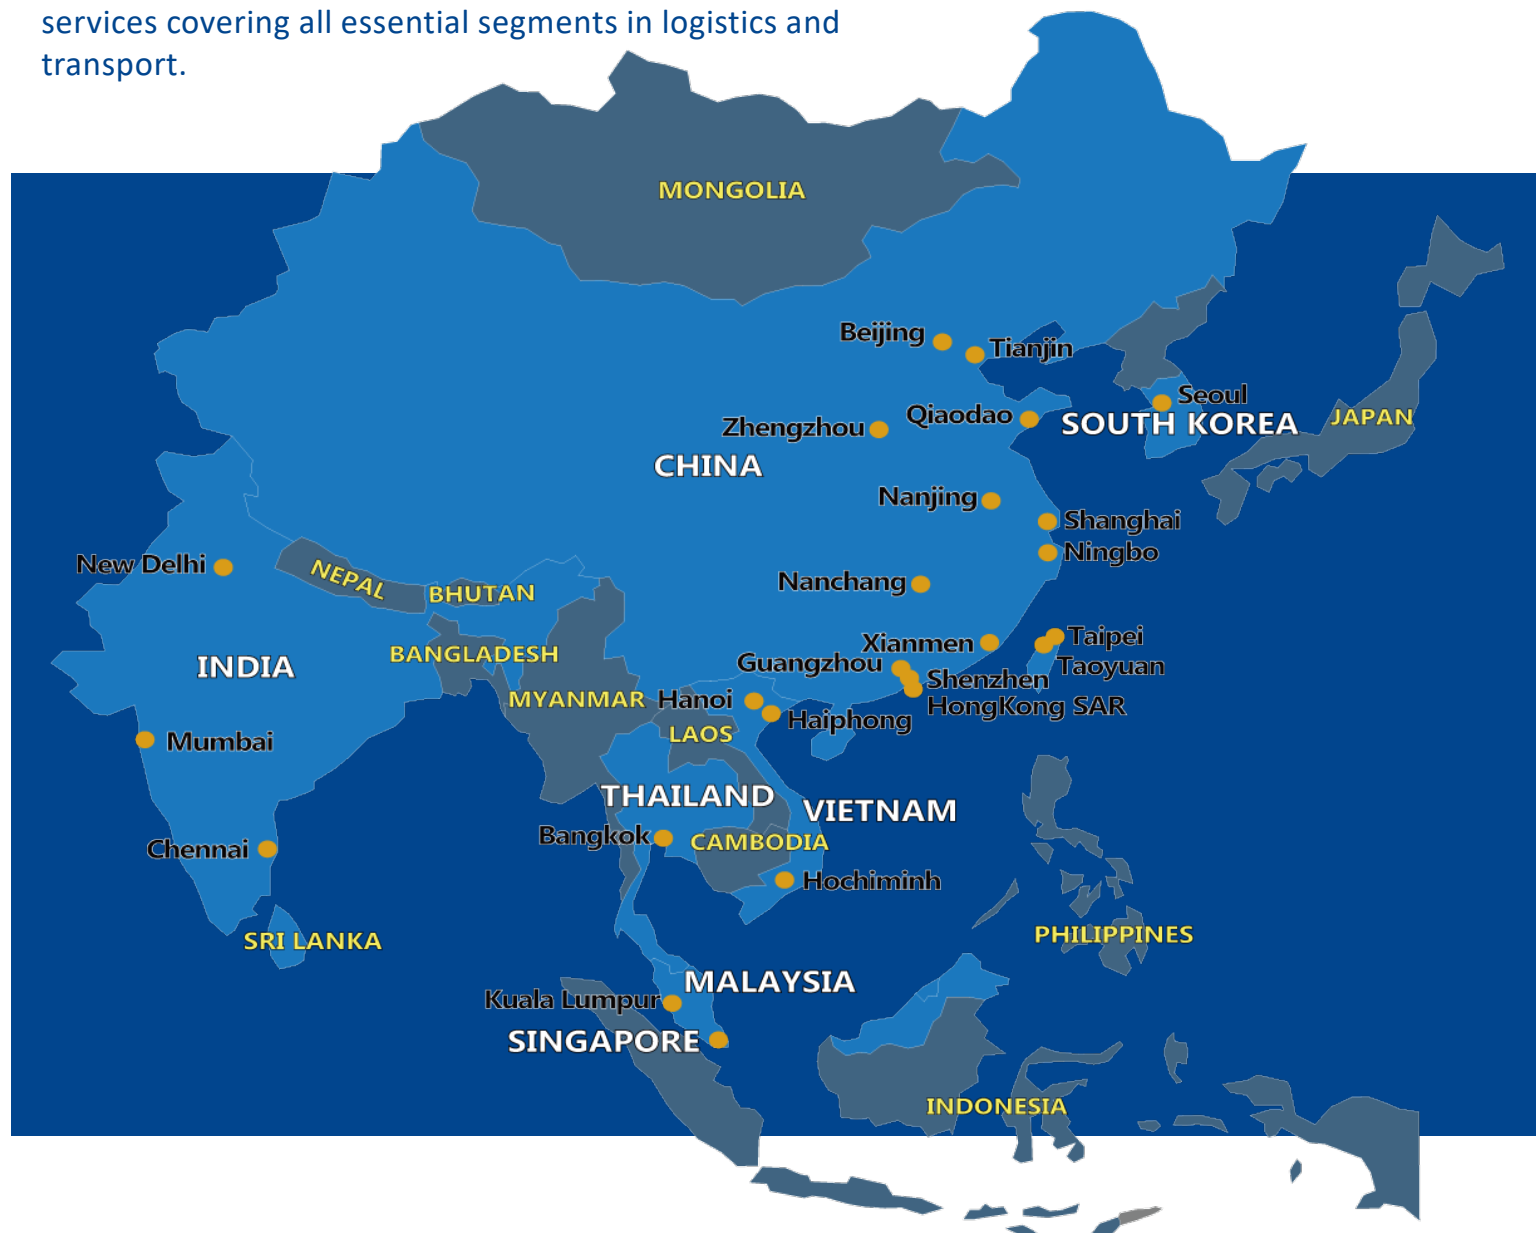 services covering all essential segments in logistics and
transport.
MONGOLIA
Beijing
Tianjin
Seoul
Qiaodao
SOUTH KOREA
JAPAN
Zhengzhou
CHINA
Nanjing
Shanghai
Ningbo
New Delhi
NEPAL
BHUTAN
Nanchang
Taipei
Xianmen
BANGLADESH
INDIA
Guangzhou
Taoyuan
Shenzhen
MYANMAR
Hanoi
HongKong SAR
Haiphong
LAOS
Mumbai
THAILAND
VIETNAM
Bangkok
CAMBODIA
Chennai
Hochiminh
PHILIPPINES
SRI LANKA
MALAYSIA
Kuala Lumpur
SINGAPORE
INDONESIA